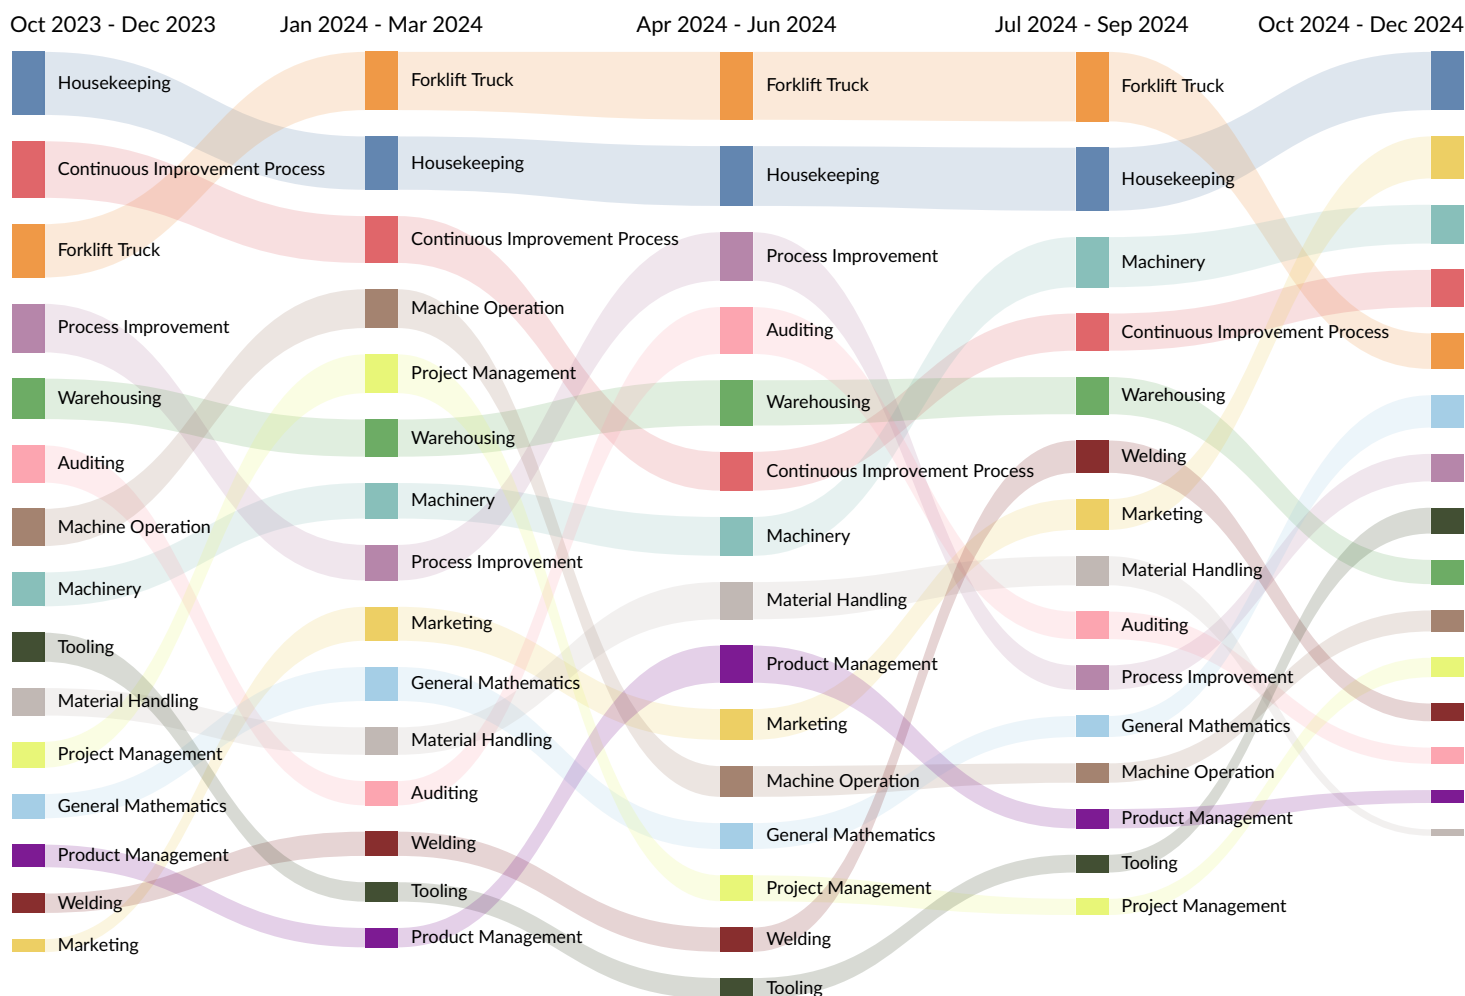 Oct 2023 - Dec 2023
Jan 2024 - Mar 2024
Apr 2024 - Jun 2024
Jul 2024 - Sep 2024
Oct 2024 - Dec 2024
Housekeeping
Continuous Improvement Process
Forklift Truck
Process Improvement
Warehousing
Auditing
Machine Operation
Machinery
Tooling
Material Handling
Project Management
General Mathematics
Product Management
Welding
Marketing
Forklift Truck
Housekeeping
Continuous Improvement Process
Machine Operation
Project Management
Warehousing
Machinery
Process Improvement
Marketing
General Mathematics
Material Handling
Auditing
Welding
Tooling
Product Management
Forklift Truck
Housekeeping
Process Improvement
Auditing
Warehousing
Continuous Improvement Process
Machinery
Material Handling
Product Management
Marketing
Machine Operation
General Mathematics
Project Management
Welding
Tooling
Forklift Truck
Housekeeping
Machinery
Continuous Improvement Process
Warehousing
Welding
Marketing
Material Handling
Auditing
Process Improvement
General Mathematics
Machine Operation
Product Management
Tooling
Project Management